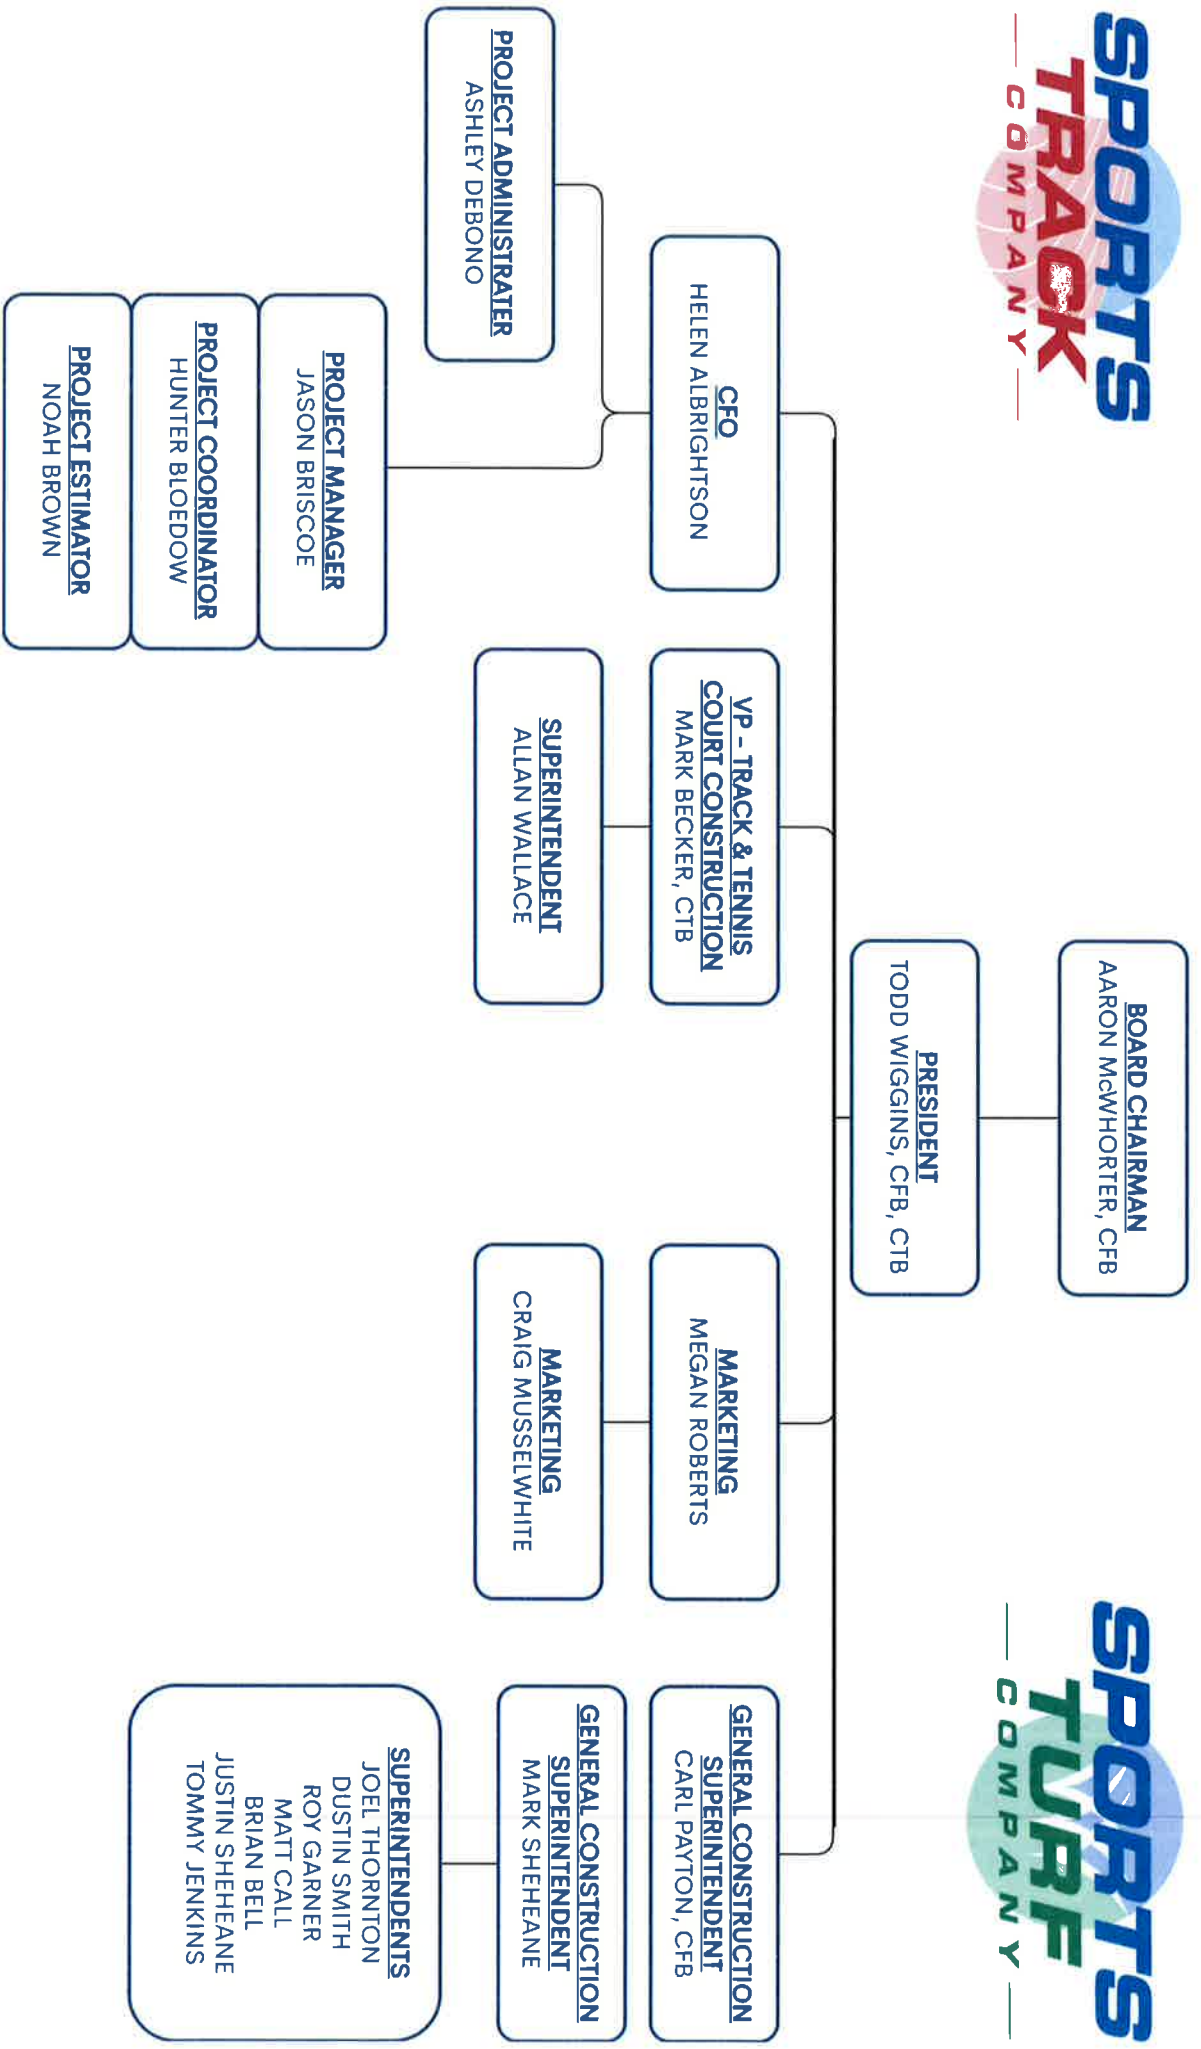 SPORTS
TRACK
COMPANY
SPORTS
TURF
COMPANY
BOARD CHAIRMAN
AARON McWHORTER, CFB
PRESIDENT
TODD WIGGINS, CFB, CTB
CFO
HELEN ALBRIGHTSON
VP – TRACK & TENNIS
COURT CONSTRUCTION
MARK BECKER, CTB
MARKETING
MEGAN ROBERTS
GENERAL CONSTRUCTION
SUPERINTENDENT
CARL PAYTON, CFB
PROJECT ADMINISTRATER
ASHLEY DEBONO
SUPERINTENDENT
ALLAN WALLACE
MARKETING
CRAIG MUSSELWHITE
GENERAL CONSTRUCTION
SUPERINTENDENT
MARK SHEHEANE
PROJECT MANAGER
JASON BRISCOE
PROJECT COORDINATOR
HUNTER BLOEDOW
PROJECT ESTIMATOR
NOAH BROWN
SUPERINTENDENTS
JOEL THORNTON
DUSTIN SMITH
ROY GARNER
MATT CALL
BRIAN BELL
JUSTIN SHEHEANE
TOMMY JENKINS